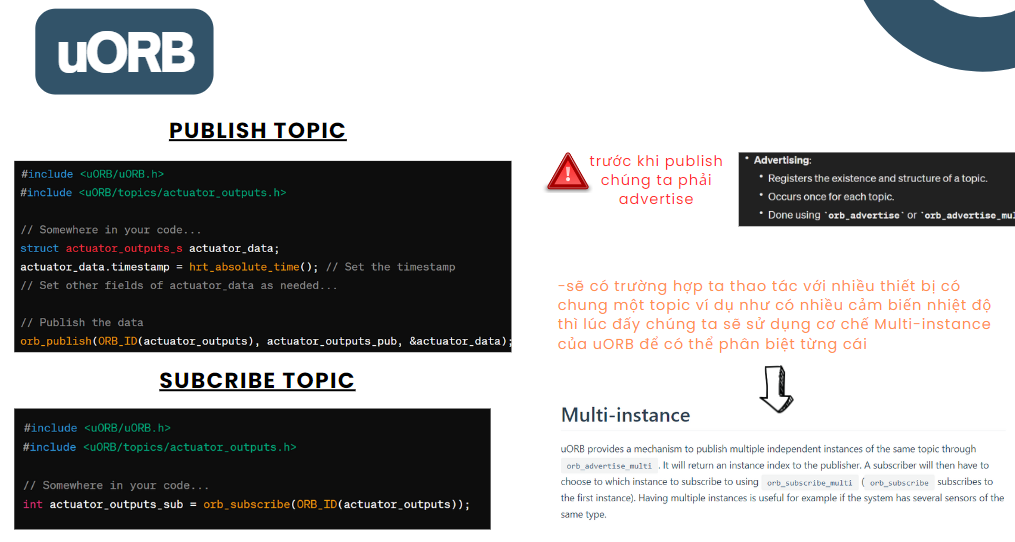 uORB
PUBLISH TOPIC
#include <uORB/uORB.h>
#include <uORB/topics/actuator_outputs.h>
// Somewhere in your code...
struct actuator_outputs_s actuator_data;
actuator_data.timestamp = hrt_absolute_time(); // Set the timestamp
// Set other fields of actuator_data as needed...
// Publish the data
orb_publish(ORB_ID(actuator_outputs), actuator_outputs_pub, &actuator_data);
SUBCRIBE TOPIC
#include <uORB/uORB.h>
#include <uORB/topics/actuator_outputs.h>
// Somewhere in your code...
int actuator_outputs_sub = orb_subscribe(ORB_ID(actuator_outputs));
trước khi publish
chúng ta phải
advertise
• Advertising:
• Registers the existence and structure of a topic.
• Occurs once for each topic.
• Done using `orb_advertise` or `orb_advertise_mul
-sẽ có trường hợp ta thao tác với nhiều thiết bị có
chung một topic ví dụ như có nhiều cảm biến nhiệt độ
thì lúc đấy chúng ta sẽ sử dụng cơ chế Multi-instance
của uORB để có thể phân biệt từng cái
Multi-instance
uORB provides a mechanism to publish multiple independent instances of the same topic through
orb_advertise_multi . It will return an instance index to the publisher. A subscriber will then have to
choose to which instance to subscribe to using orb_subscribe_multi ( orb_subscribe subscribes to
the first instance). Having multiple instances is useful for example if the system has several sensors of the
same type.